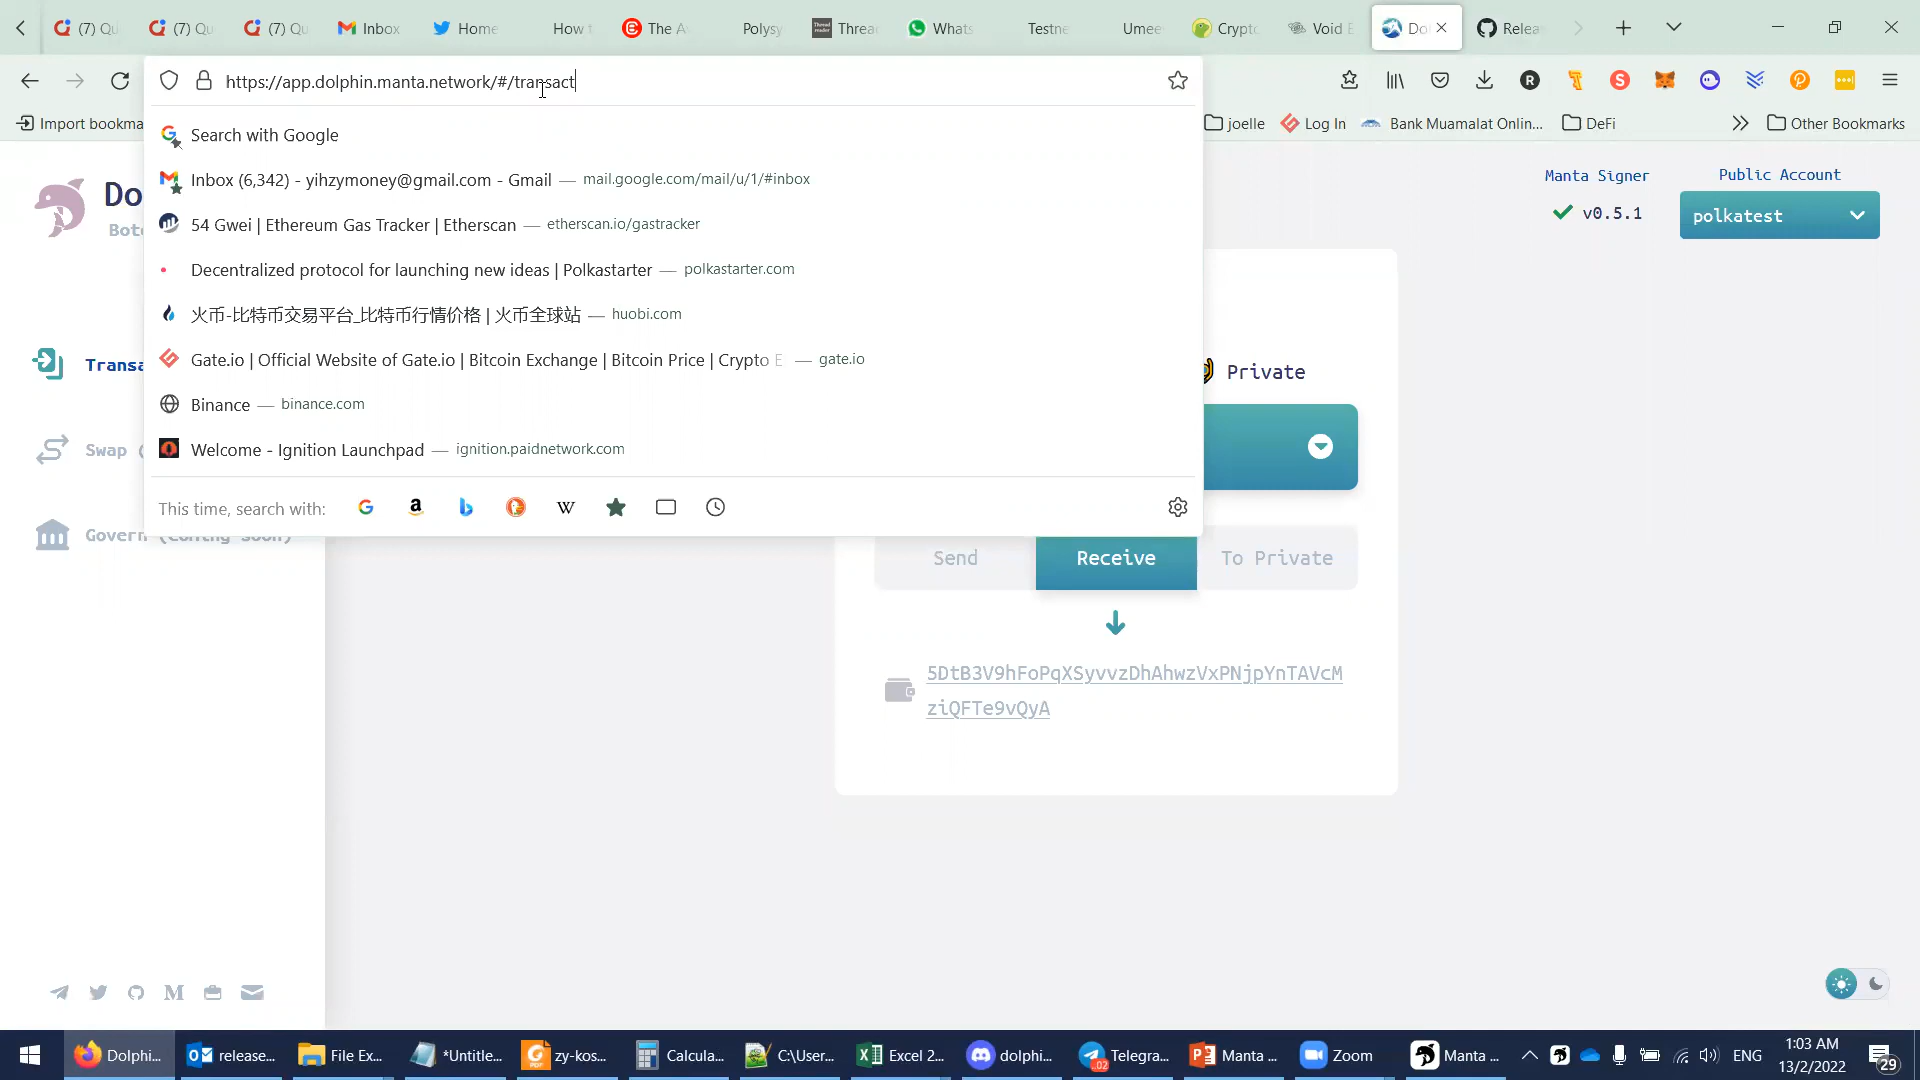 (7) Qu
(7) Qu
(7) Qu
Inbox
Home
How t
The A
Polysy
Threa
Whats
Testne
Umee
Crypto
Void E
Dol
Relea
https://app.dolphin.manta.network/#/transact
Import bookma
joelle
Log In
Bank Muamalat Onlin...
DeFi
Other Bookmarks
Search with Google
Inbox (6,342) - yihzymoney@gmail.com - Gmail — mail.google.com/mail/u/1/#inbox
54 Gwei | Ethereum Gas Tracker | Etherscan — etherscan.io/gastracker
Decentralized protocol for launching new ideas | Polkastarter — polkastarter.com
火币-比特币交易平台_比特币行情价格 | 火币全球站 — huobi.com
Gate.io | Official Website of Gate.io | Bitcoin Exchange | Bitcoin Price | Crypto E — gate.io
Binance — binance.com
Welcome - Ignition Launchpad — ignition.paidnetwork.com
This time, search with:
Do
Manta Signer
v0.5.1
Public Account
polkatest
Transa
Swap (
Govern (Coming soon)
Private
Send
Receive
To Private
5DtB3V9hFoPqXSyvvzDhAhwzVxPNjpYnTAVcM
ziQFTe9vQyA
Dolphi...
release...
File Ex...
*Untitle...
zy-kos...
Calcula...
C:\User...
Excel 2...
dolphi...
Telegra...
Manta ...
Zoom
Manta ...
ENG
1:03 AM
13/2/2022
29